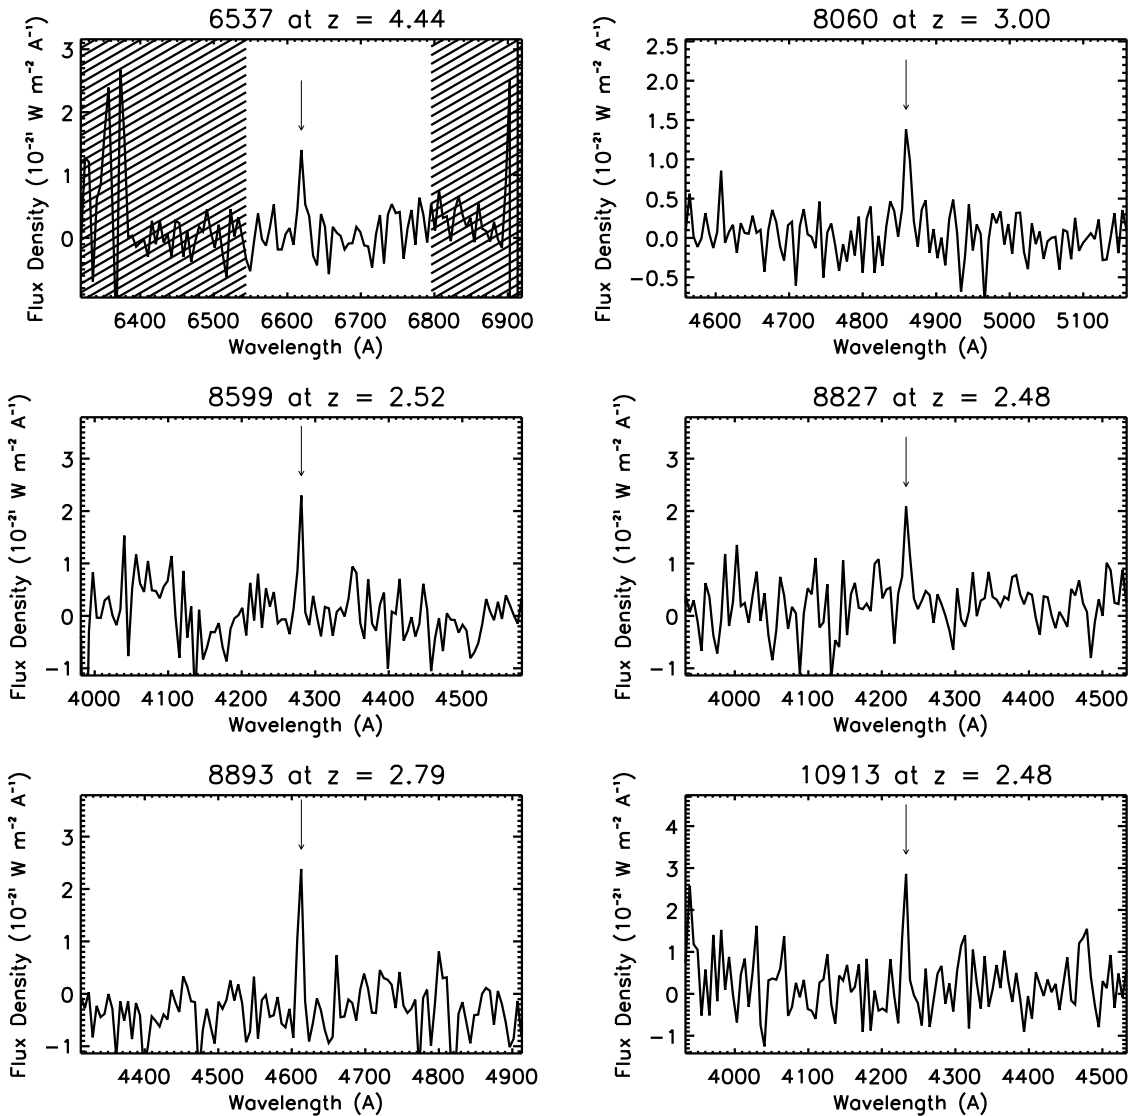 6537 at z = 4.44
Flux Density (10⁻²¹ W m⁻² A⁻¹)
3
2
1
0
6400 6500 6600 6700 6800 6900
Wavelength (A)
8060 at z = 3.00
Flux Density (10⁻²¹ W m⁻² A⁻¹)
2.5
2.0
1.5
1.0
0.5
0.0
−0.5
4600 4700 4800 4900 5000 5100
Wavelength (A)
8599 at z = 2.52
Flux Density (10⁻²¹ W m⁻² A⁻¹)
3
2
1
0
−1
4000 4100 4200 4300 4400 4500
Wavelength (A)
8827 at z = 2.48
Flux Density (10⁻²¹ W m⁻² A⁻¹)
3
2
1
0
−1
4000 4100 4200 4300 4400 4500
Wavelength (A)
8893 at z = 2.79
Flux Density (10⁻²¹ W m⁻² A⁻¹)
3
2
1
0
−1
4400 4500 4600 4700 4800 4900
Wavelength (A)
10913 at z = 2.48
Flux Density (10⁻²¹ W m⁻² A⁻¹)
4
3
2
1
0
−1
4000 4100 4200 4300 4400 4500
Wavelength (A)